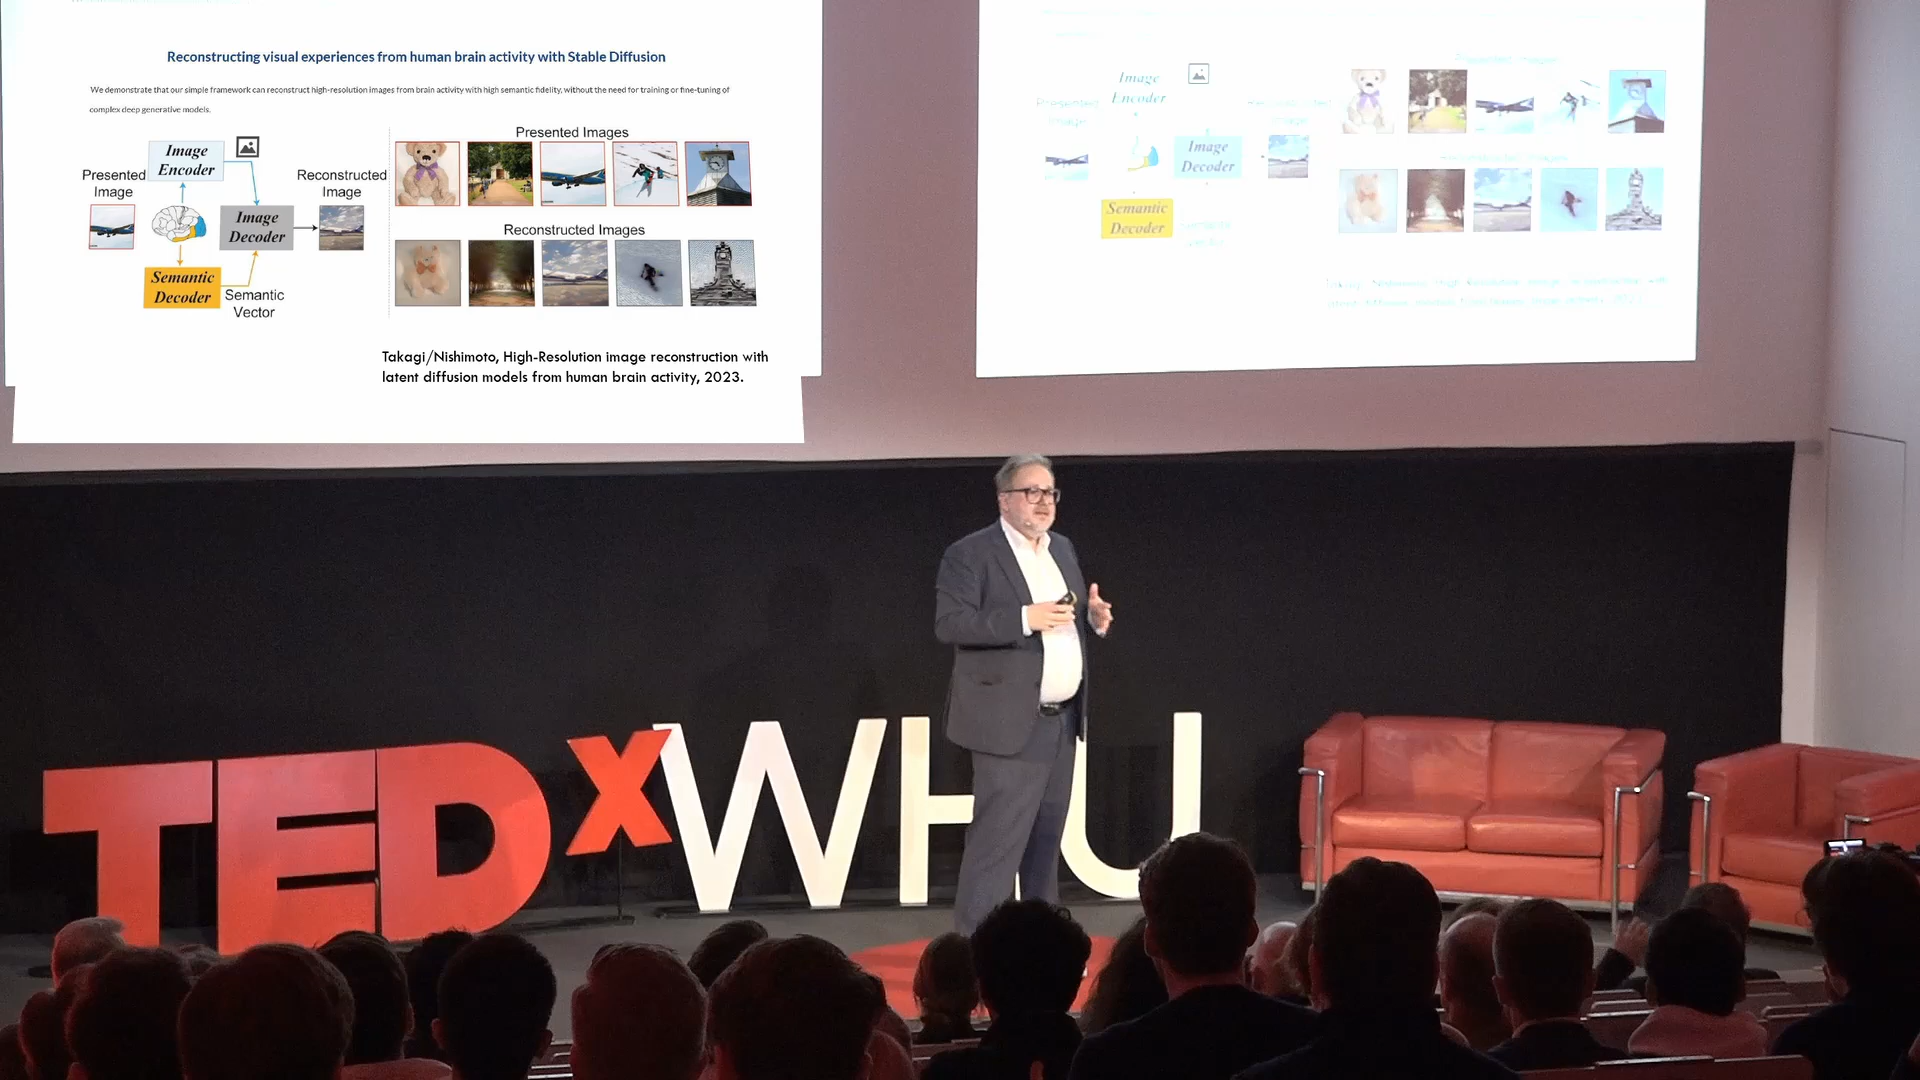 Reconstructing visual experiences from human brain activity with Stable Diffusion
We demonstrate that our simple framework can reconstruct high-resolution images from brain activity with high semantic fidelity, without the need for training or fine-tuning of
complex deep generative models.
Presented
Image
Image
Encoder
Image
Decoder
Semantic
Decoder
Semantic
Vector
Reconstructed
Image
Presented Images
Reconstructed Images
Takagi/Nishimoto, High-Resolution image reconstruction with
latent diffusion models from human brain activity, 2023.
Image
Encoder
Presented
Image
Image
Decoder
Semantic
Decoder
TEDxWHU